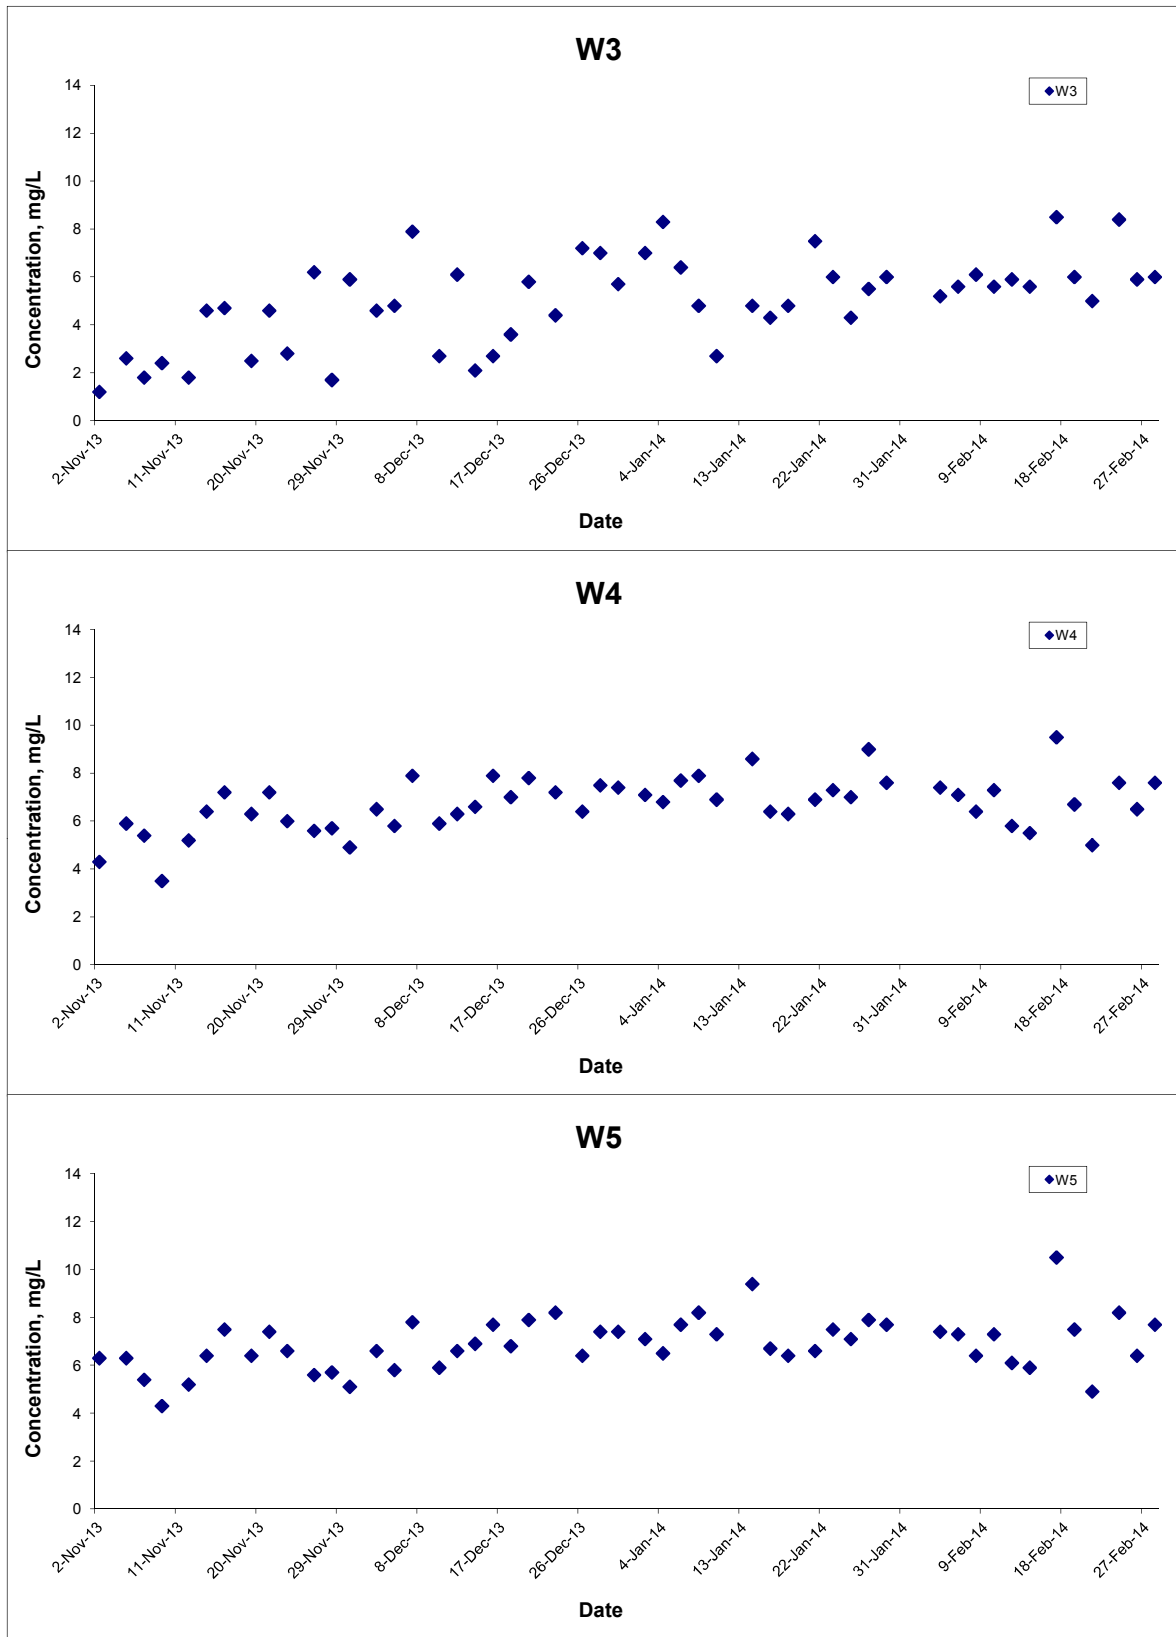 W3
W3
14
12
10
8
6
4
2
0
Concentration, mg/L
2-Nov-13 11-Nov-13 20-Nov-13 29-Nov-13 8-Dec-13 17-Dec-13 26-Dec-13 4-Jan-14 13-Jan-14 22-Jan-14 31-Jan-14 9-Feb-14 18-Feb-14 27-Feb-14
Date
W4
W4
14
12
10
8
6
4
2
0
Concentration, mg/L
2-Nov-13 11-Nov-13 20-Nov-13 29-Nov-13 8-Dec-13 17-Dec-13 26-Dec-13 4-Jan-14 13-Jan-14 22-Jan-14 31-Jan-14 9-Feb-14 18-Feb-14 27-Feb-14
Date
W5
W5
14
12
10
8
6
4
2
0
Concentration, mg/L
2-Nov-13 11-Nov-13 20-Nov-13 29-Nov-13 8-Dec-13 17-Dec-13 26-Dec-13 4-Jan-14 13-Jan-14 22-Jan-14 31-Jan-14 9-Feb-14 18-Feb-14 27-Feb-14
Date